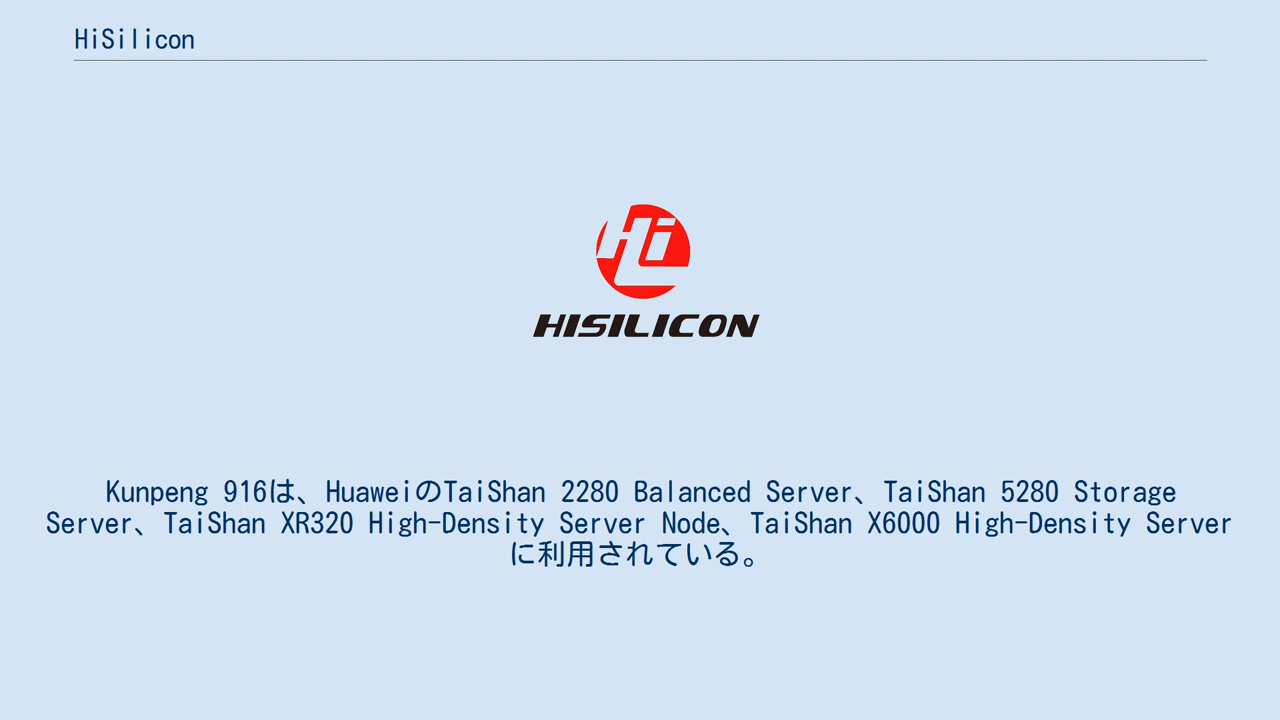 HiSilicon
Hi
HISILICON
Kunpeng 916は、HuaweiのTaiShan 2280 Balanced Server、TaiShan 5280 Storage
Server、TaiShan XR320 High-Density Server Node、TaiShan X6000 High-Density Server
に利用されている。